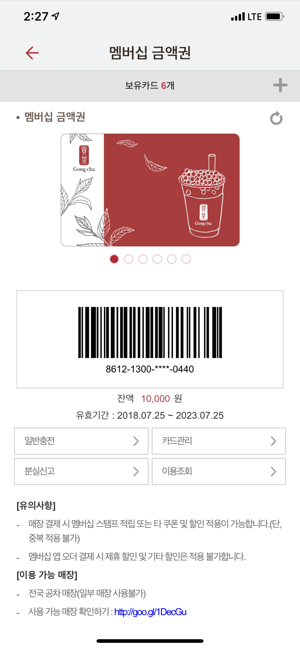 2:27
LTE
멤버십 금액권
보유카드 6개
• 멤버십 금액권
貢茶
Gong cha
貢茶
Gong cha
8612-1300-****-0440
잔액 10,000 원
유효기간 : 2018.07.25 ~ 2023.07.25
일반충전
카드관리
분실신고
이용조회
[유의사항]
- 매장 결제 시 멤버십 스탬프 적립 또는 타 쿠폰 및 할인 적용이 가능합니다.(단,
중복 적용 불가)
- 멤버십 앱 오더 결제 시 제휴 할인 및 기타 할인은 적용 불가합니다.
[이용 가능 매장]
- 전국 공차 매장(일부 매장 사용불가)
- 사용 가능 매장 확인하기 : http://goo.gl/1DecGu